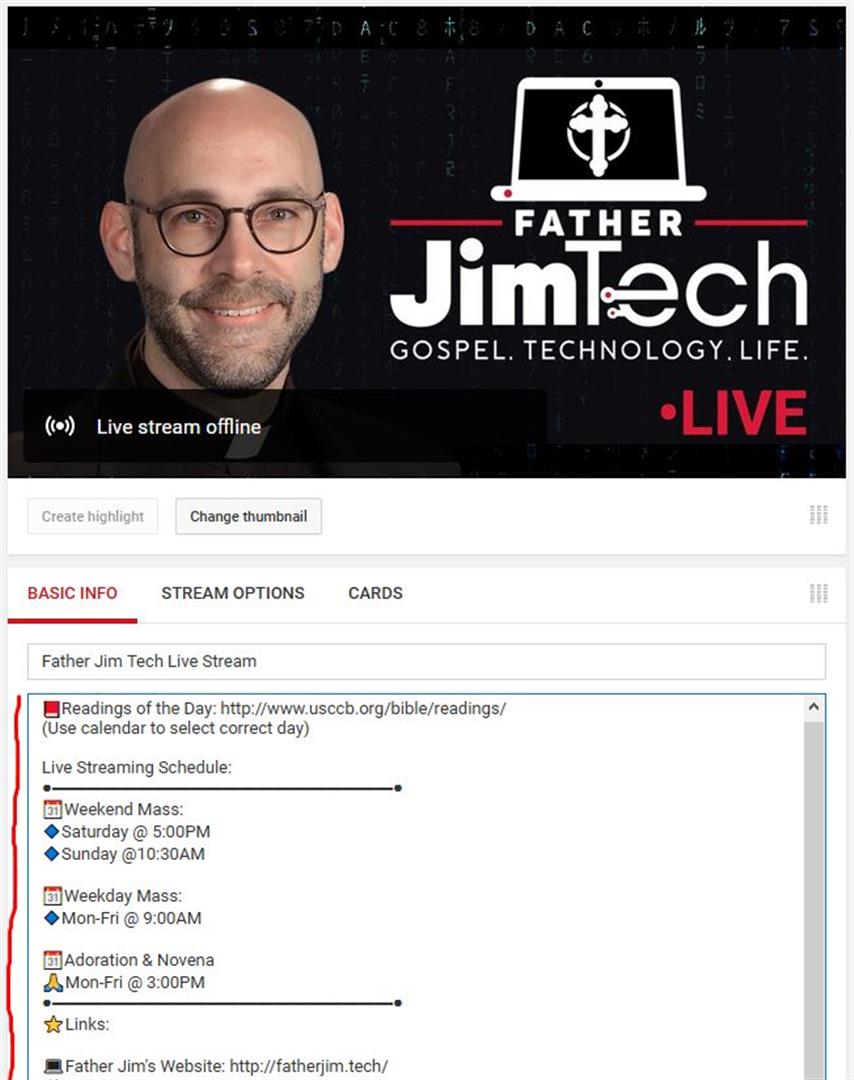 FATHER
JimTech
GOSPEL. TECHNOLOGY. LIFE.
•LIVE
Live stream offline
Create highlight
Change thumbnail
BASIC INFO STREAM OPTIONS CARDS
Father Jim Tech Live Stream
📕Readings of the Day: http://www.usccb.org/bible/readings/
(Use calendar to select correct day)
Live Streaming Schedule:
📅Weekend Mass:
🔷Saturday @ 5:00PM
🔷Sunday @10:30AM
📅Weekday Mass:
🔷Mon-Fri @ 9:00AM
📅Adoration & Novena
🙏Mon-Fri @ 3:00PM
⭐Links:
💻Father Jim's Website: http://fatherjim.tech/